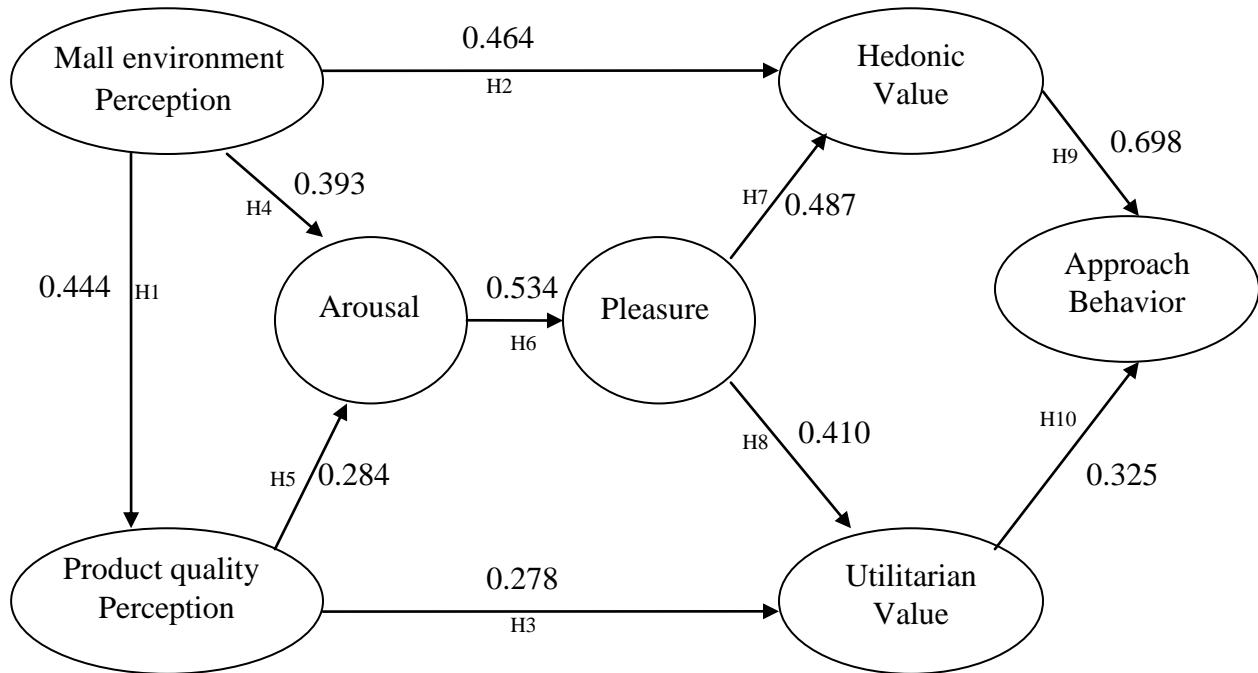 Mall environment
Perception
0.464
H2
Hedonic
Value
0.393
H4
0.444
H1
H7
0.487
H9
0.698
Arousal
0.534
H6
Pleasure
Approach
Behavior
H5
0.284
H8
0.410
H10
0.325
Product quality
Perception
0.278
H3
Utilitarian
Value